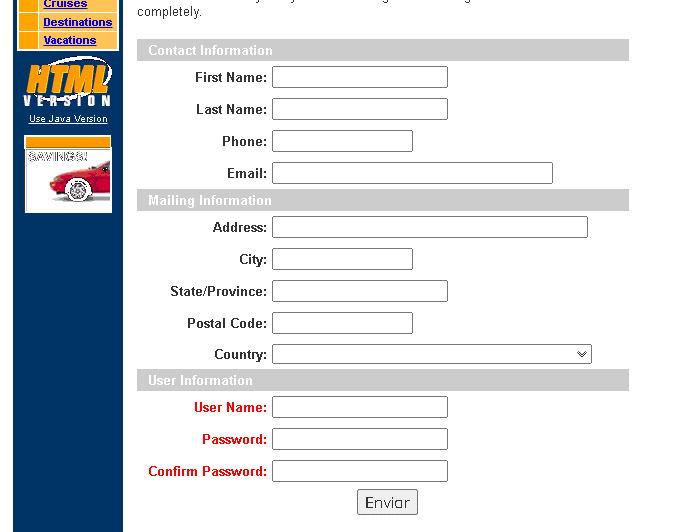 Cruises
Destinations
Vacations
HTML
VERSION
Use Java Version
SAVINGS!
completely.
Contact Information
First Name:
Last Name:
Phone:
Email:
Mailing Information
Address:
City:
State/Province:
Postal Code:
Country:
User Information
User Name:
Password:
Confirm Password:
Enviar